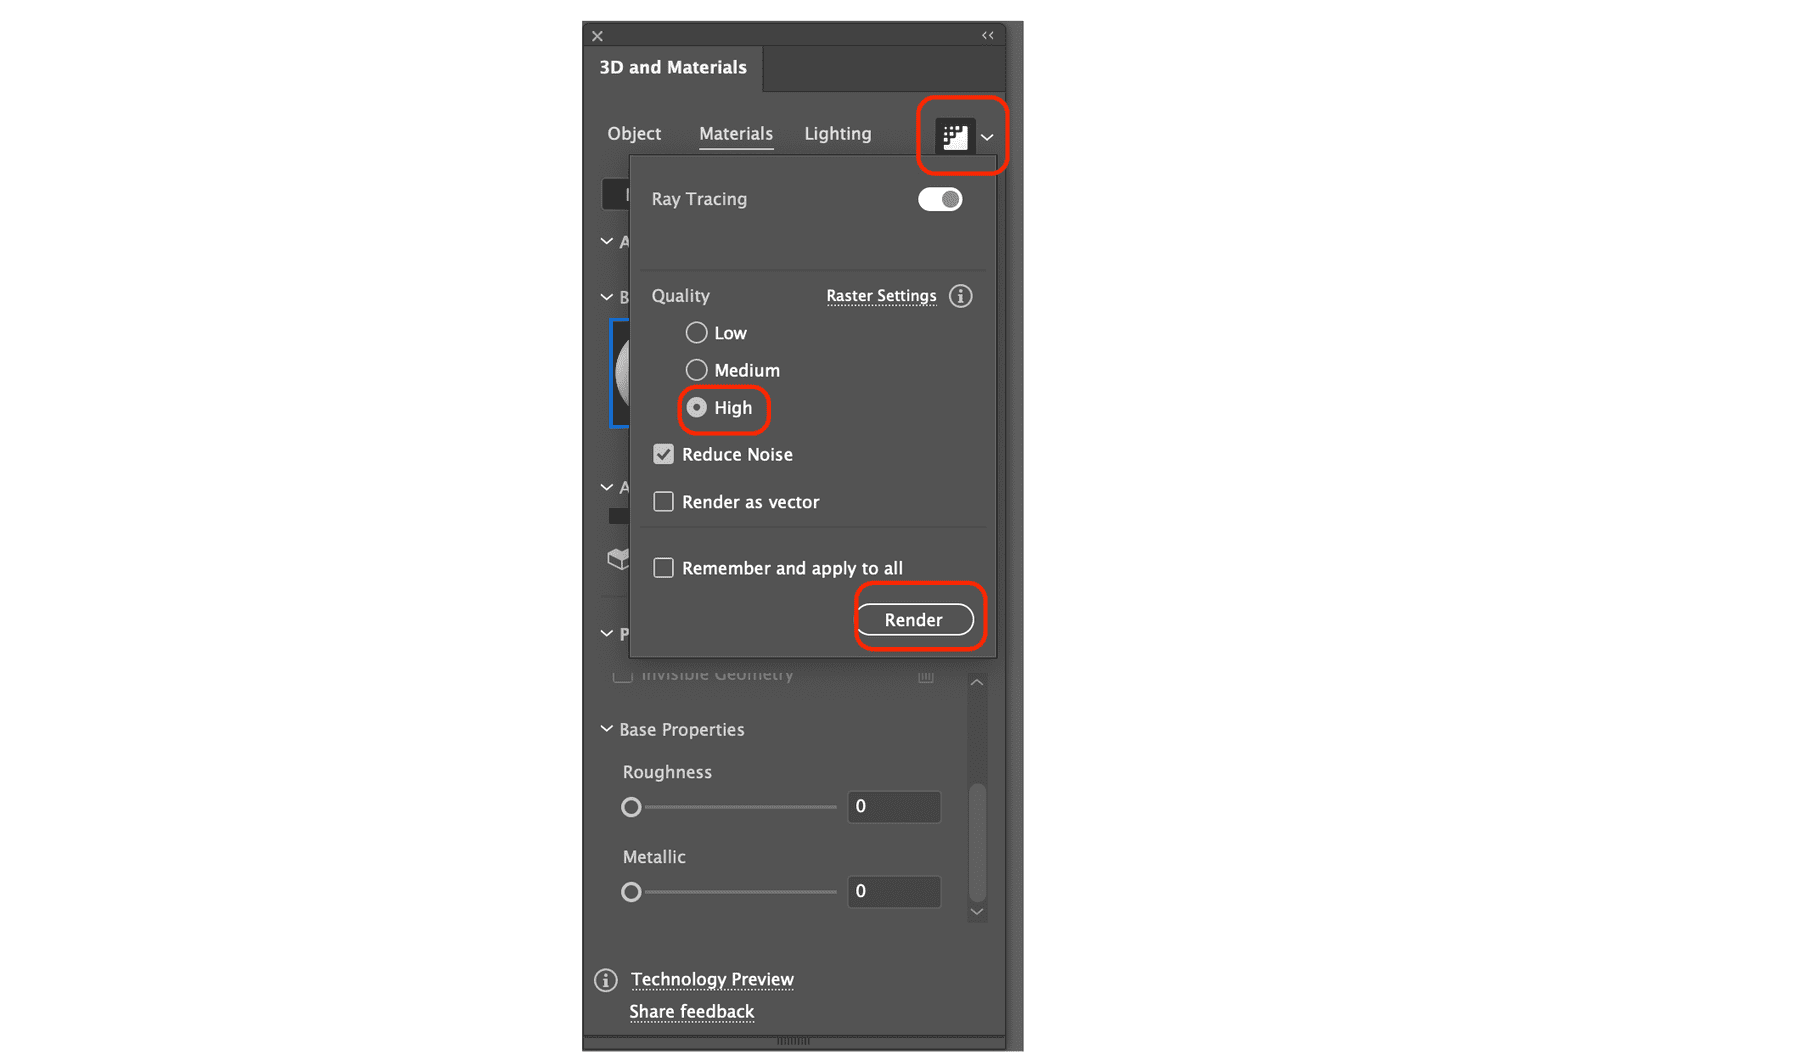 3D and Materials
Object Materials Lighting
Ray Tracing
Quality Raster Settings
Low
Medium
High
Reduce Noise
Render as vector
Remember and apply to all
Render
Invisible Geometry
Base Properties
Roughness
0
Metallic
0
Technology Preview
Share feedback